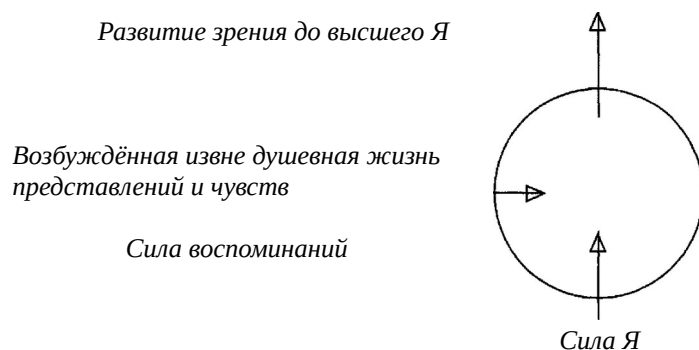 Развитие зрения до высшего Я
Возбуждённая извне душевная жизнь
представлений и чувств
Сила воспоминаний
Сила Я